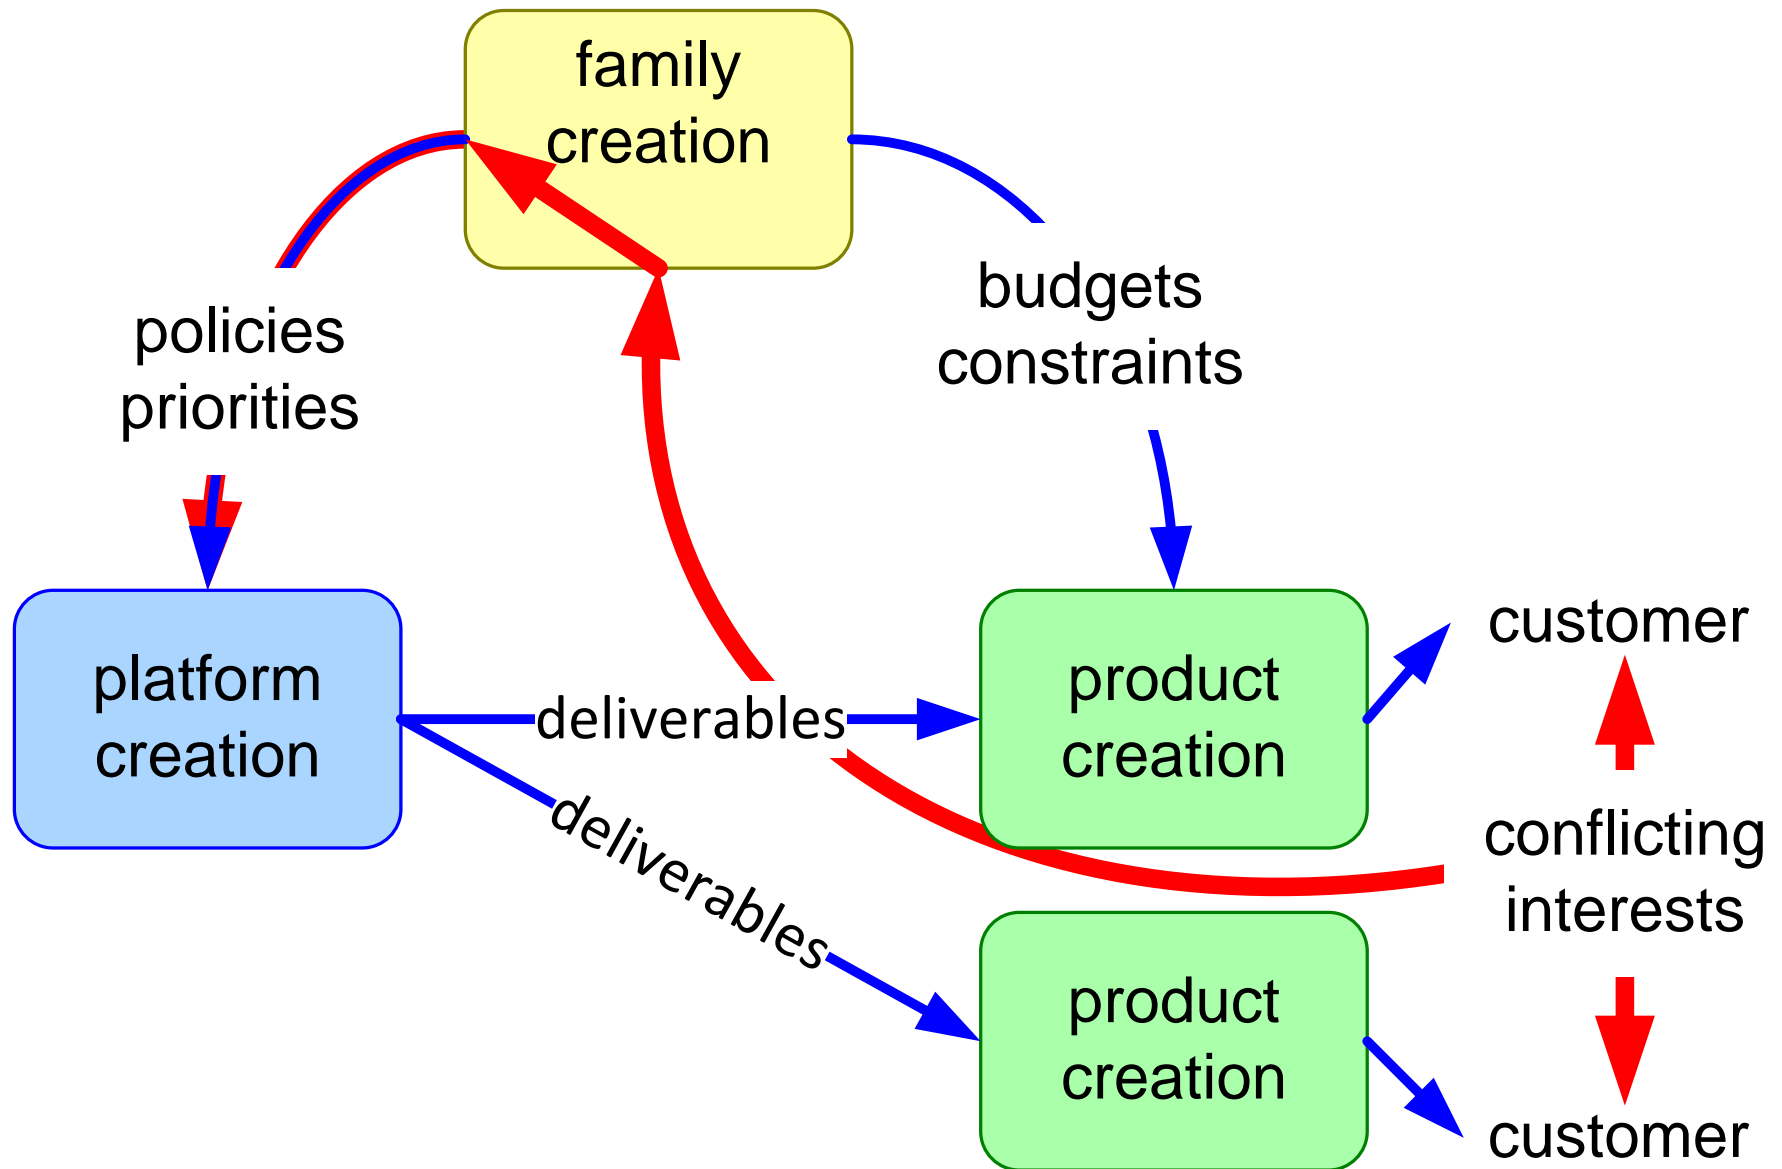 family
creation
policies
priorities
budgets
constraints
platform
creation
deliverables
deliverables
product
creation
customer
conflicting
interests
product
creation
customer